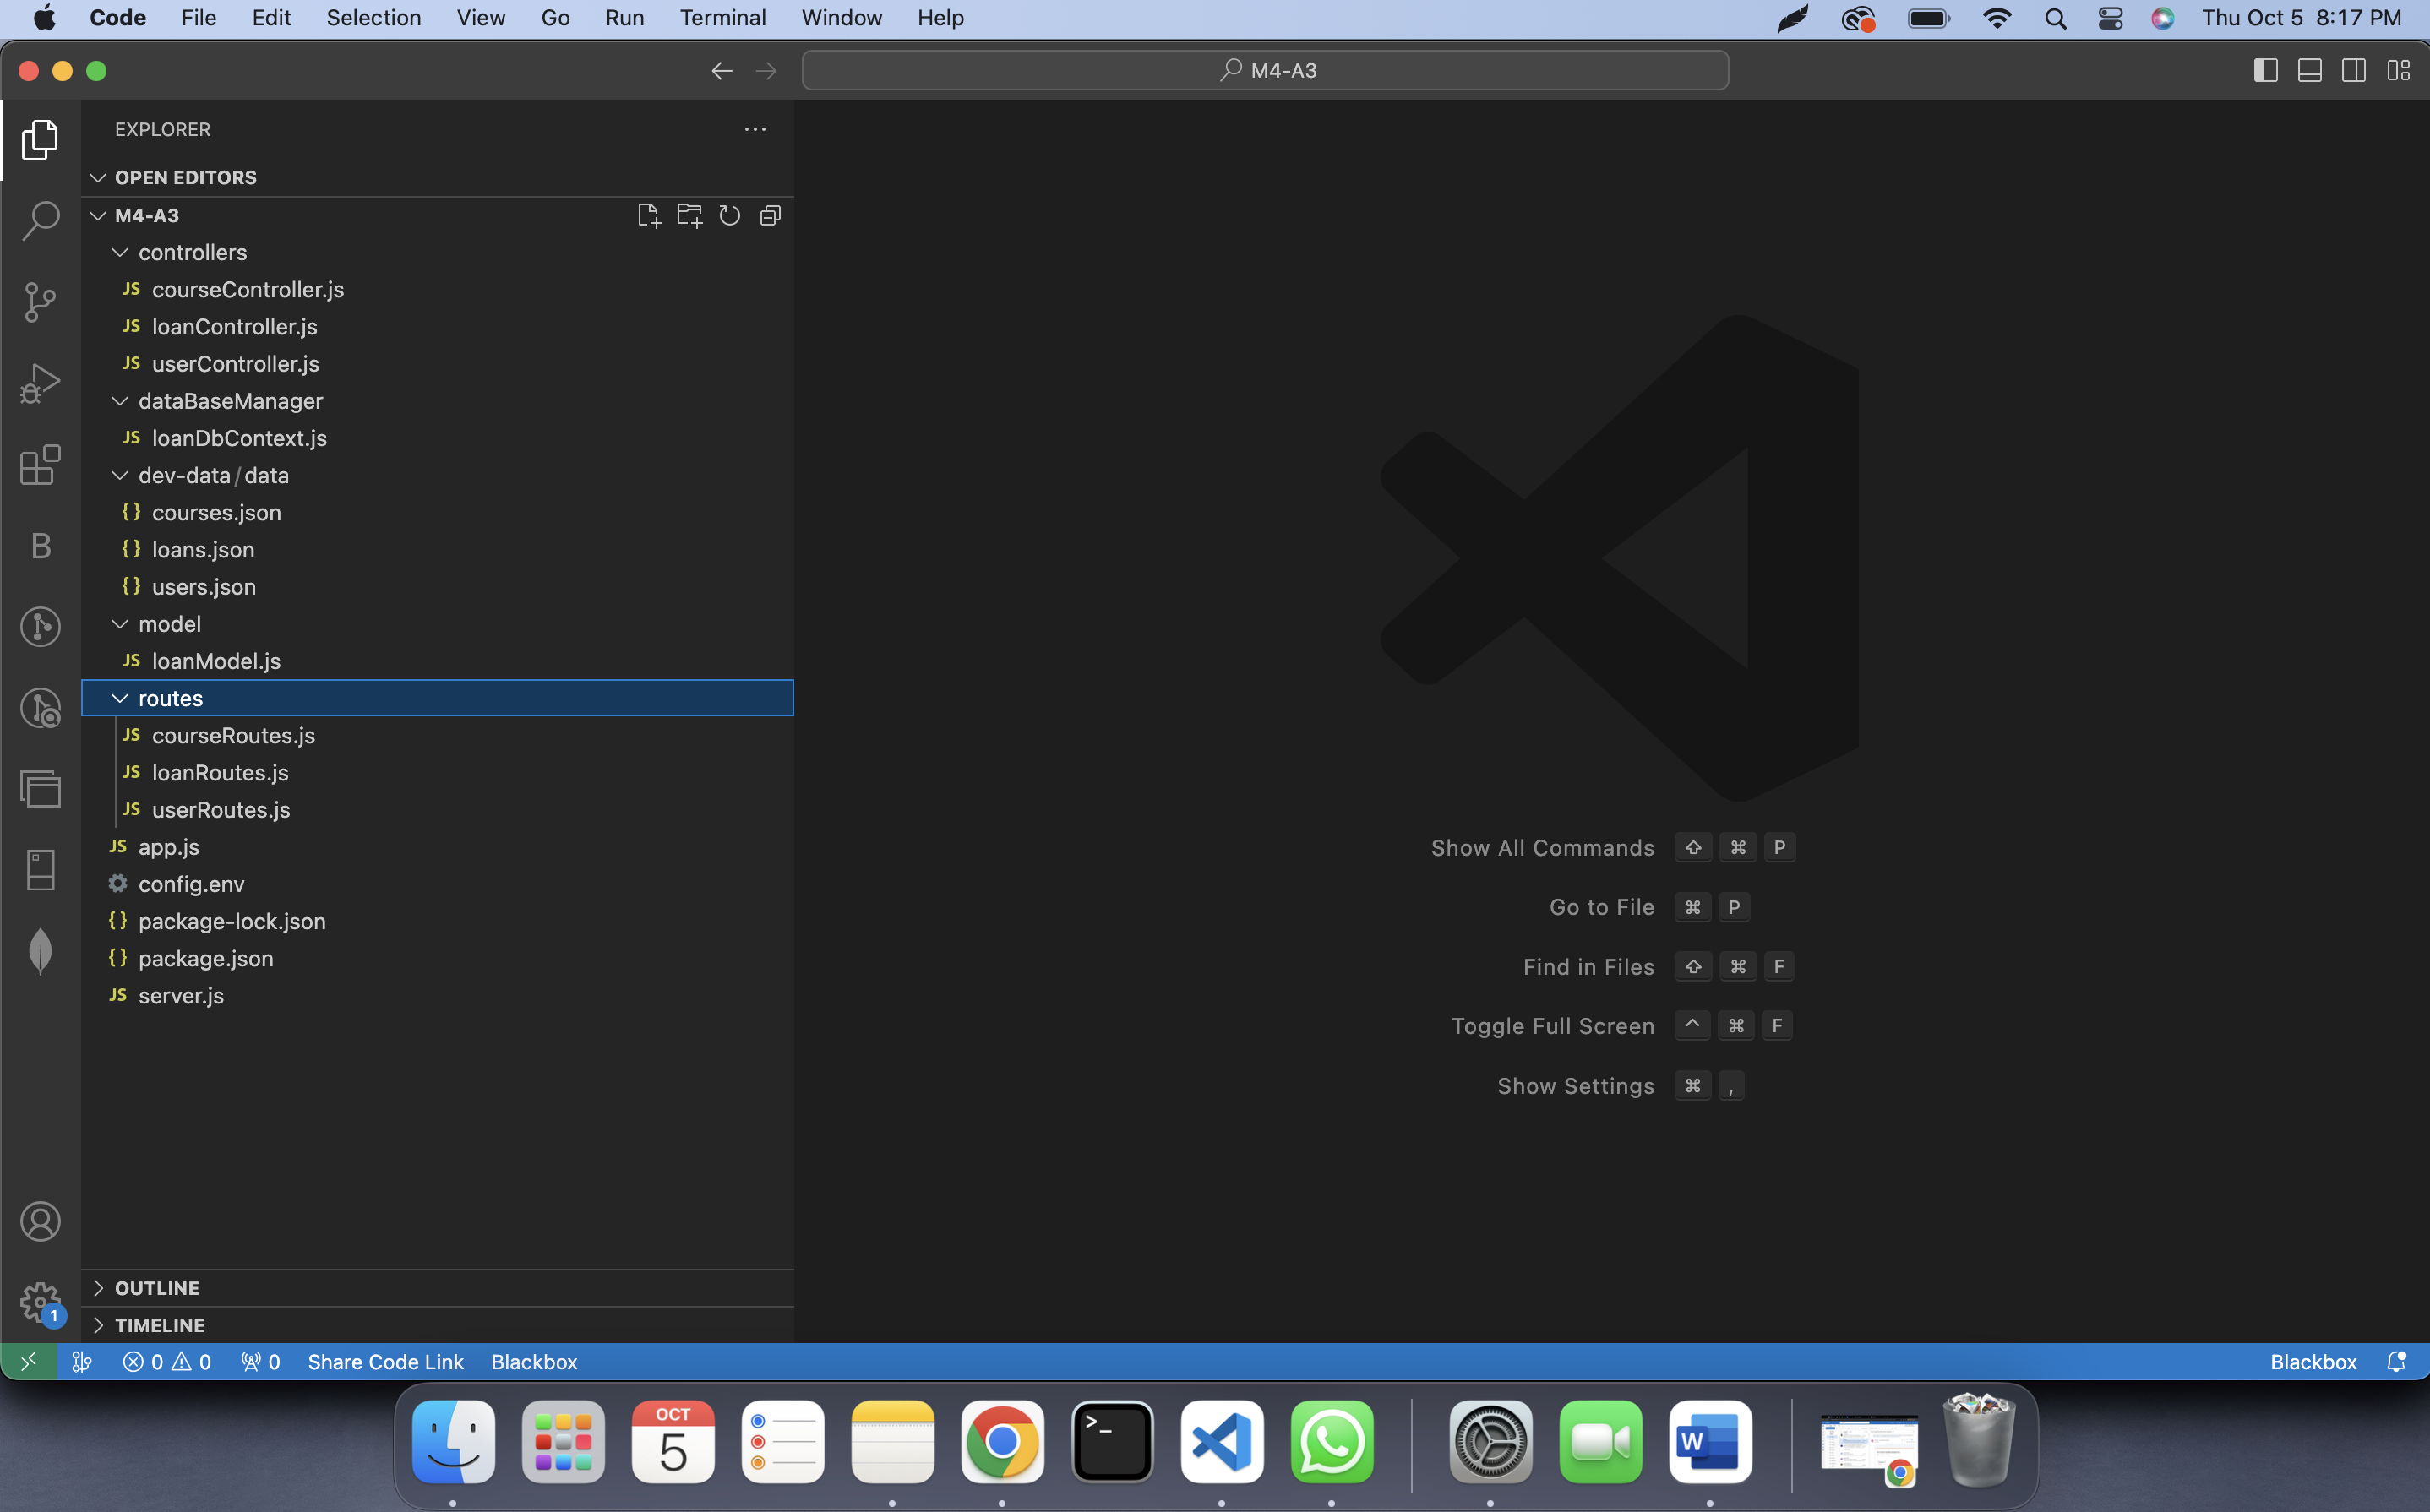 Code File Edit Selection View Go Run Terminal Window Help Thu Oct 5 8:17 PM
M4-A3
EXPLORER
OPEN EDITORS
M4-A3
controllers
JS courseController.js
JS loanController.js
JS userController.js
dataBaseManager
JS loanDbContext.js
dev-data/data
{} courses.json
{} loans.json
{} users.json
model
JS loanModel.js
routes
JS courseRoutes.js
JS loanRoutes.js
JS userRoutes.js
JS app.js
config.env
{} package-lock.json
{} package.json
JS server.js
B
1
OUTLINE
TIMELINE
Show All Commands ⇧ ⌘ P
Go to File ⌘ P
Find in Files ⇧ ⌘ F
Toggle Full Screen ^ ⌘ F
Show Settings ⌘ ,
0 0 0 Share Code Link Blackbox Blackbox
OCT
5
>_
W